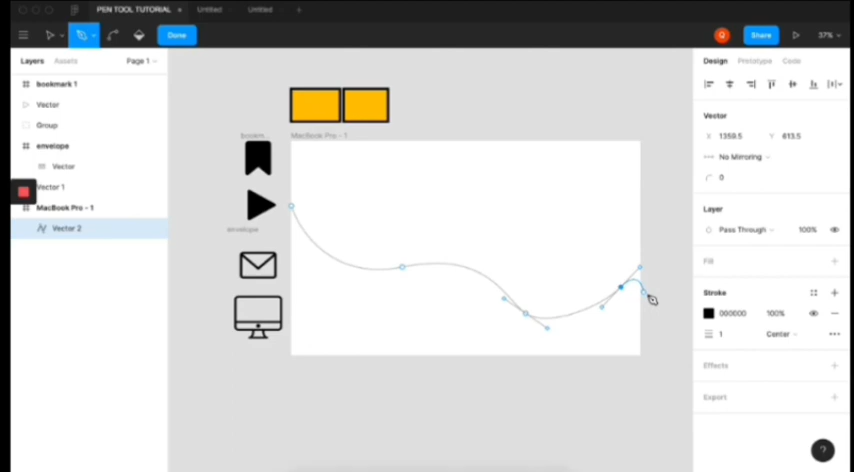 PEN TOOL TUTORIAL
Untitled
Untitled
Done
Q
Share
37%
Layers
Assets
Page 1
bookmark 1
Vector
Group
envelope
Vector
Vector 1
MacBook Pro - 1
Vector 2
bookm...
MacBook Pro - 1
envelope
Design
Prototype
Code
Vector
X 1359.5
Y 613.5
No Mirroring
0
Layer
Pass Through
100%
Fill
Stroke
000000
100%
1
Center
Effects
Export
?